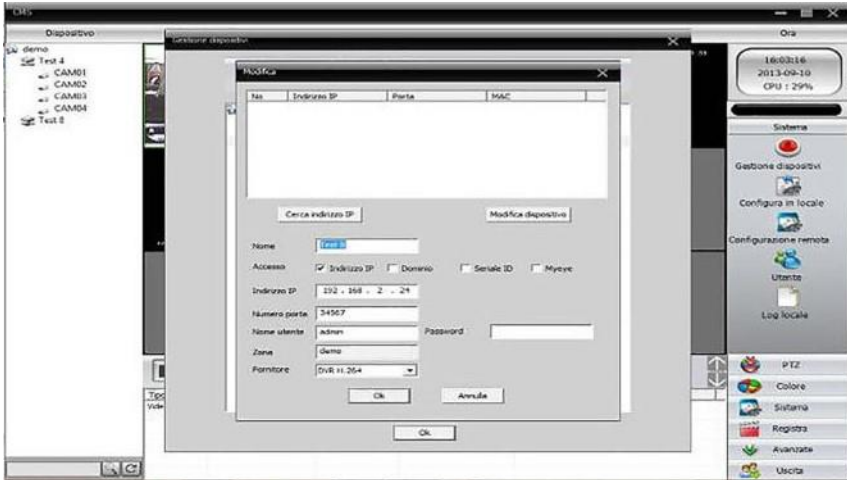 CMS
Dispositivo
demo
Test 4
CAM01
CAM02
CAM03
CAM04
Test 8
Gestione dispositivi
Modifica
No Indirizzo IP Porta MAC
Cerca indirizzo IP Modifica dispositivo
Nome Test 8
Accesso Indirizzo IP Dominio Seriale ID Myeye
Indirizzo IP 192 . 168 . 2 . 24
Numero porta 34567
Nome utente admin Password
Zona demo
Fornitore DVR H.264
Ok Annulla
Ok
Ora
16:03:16
2013-09-10
CPU : 29%
Sistema
Gestione dispositivi
Configura in locale
Configurazione remota
Utente
Log locale
PTZ
Colore
Sistema
Registra
Avanzate
Uscita